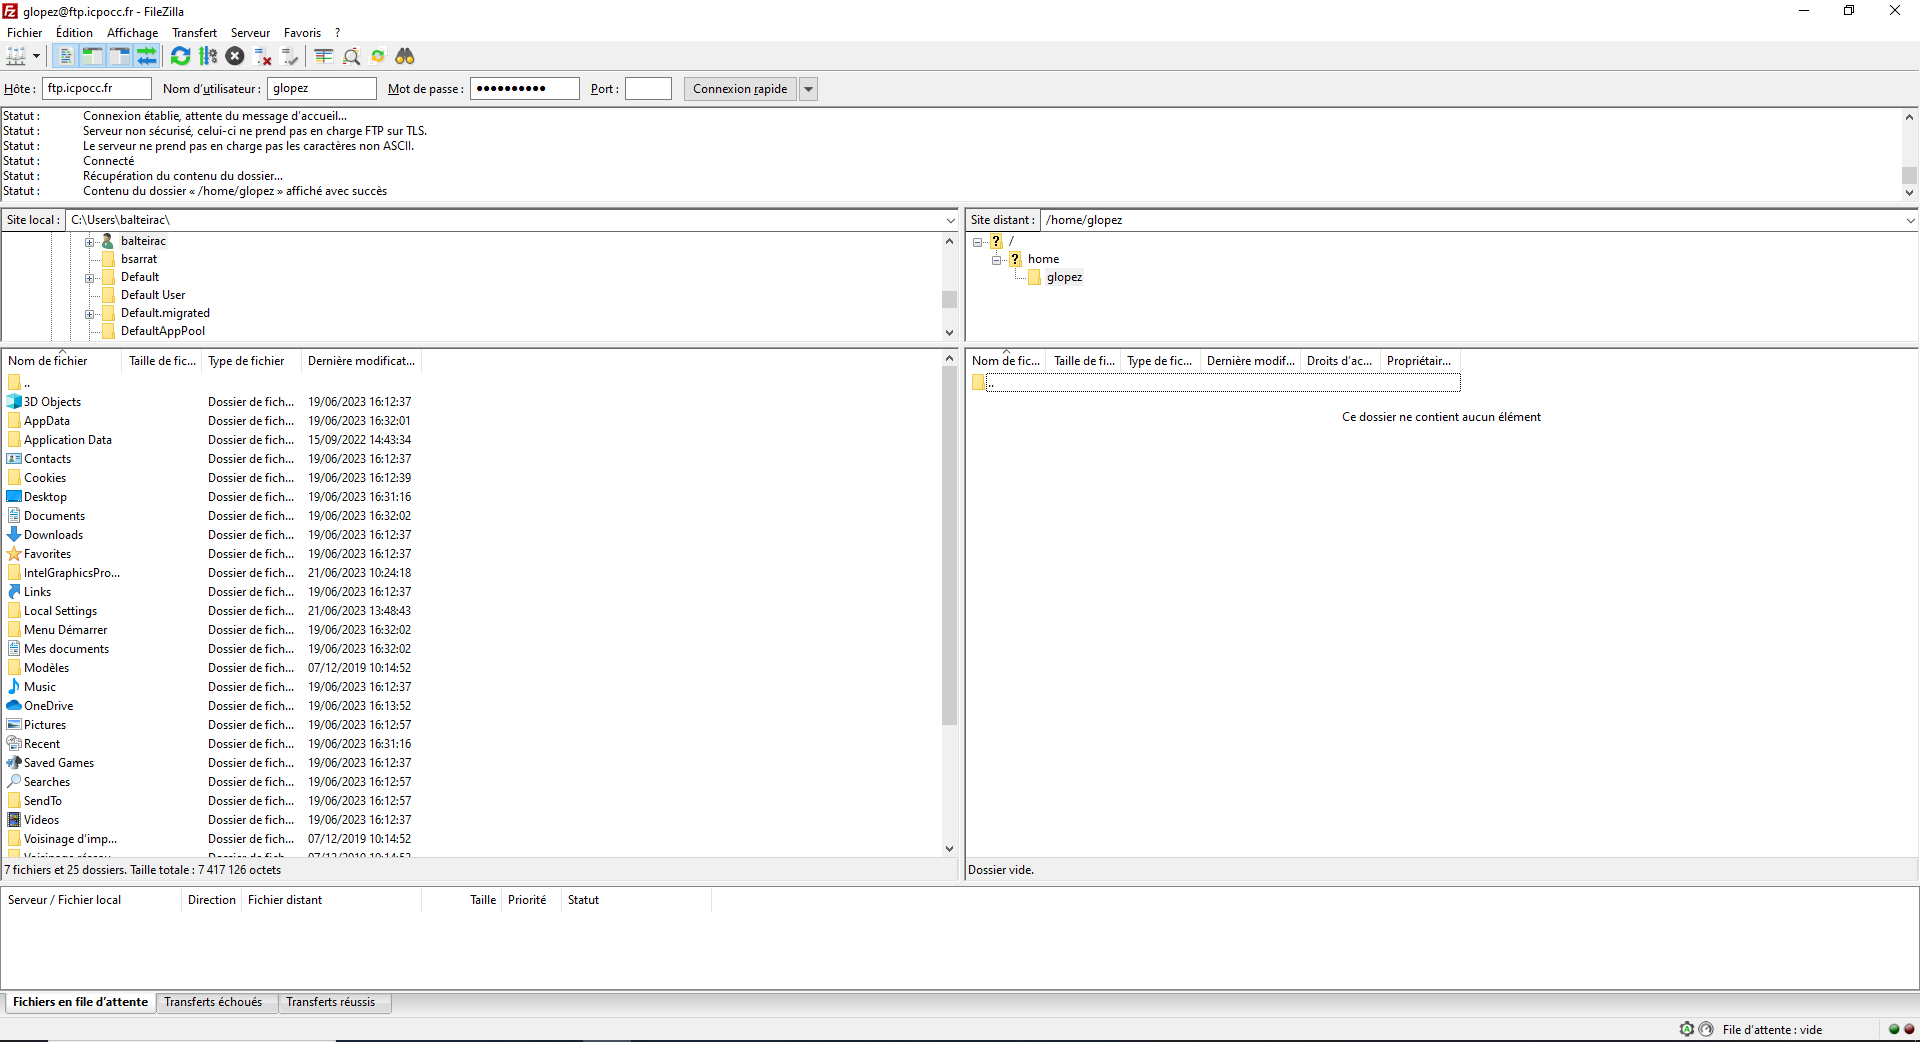 glopez@ftp.icpocc.fr - FileZilla
Fichier Édition Affichage Transfert Serveur Favoris ?
Hôte : ftp.icpocc.fr Nom d'utilisateur : glopez Mot de passe : ●●●●●●●●●● Port : Connexion rapide
Statut : Connexion établie, attente du message d'accueil...
Statut : Serveur non sécurisé, celui-ci ne prend pas en charge FTP sur TLS.
Statut : Le serveur ne prend pas en charge pas les caractères non ASCII.
Statut : Connecté
Statut : Récupération du contenu du dossier...
Statut : Contenu du dossier « /home/glopez » affiché avec succès
Site local : C:\Users\balteirac\
balteirac
bsarrat
Default
Default User
Default.migrated
DefaultAppPool
Site distant : /home/glopez
/
home
glopez
Nom de fichier Taille de fic... Type de fichier Dernière modificat...
..
3D Objects Dossier de fich... 19/06/2023 16:12:37
AppData Dossier de fich... 19/06/2023 16:32:01
Application Data Dossier de fich... 15/09/2022 14:43:34
Contacts Dossier de fich... 19/06/2023 16:12:37
Cookies Dossier de fich... 19/06/2023 16:12:39
Desktop Dossier de fich... 19/06/2023 16:31:16
Documents Dossier de fich... 19/06/2023 16:32:02
Downloads Dossier de fich... 19/06/2023 16:12:37
Favorites Dossier de fich... 19/06/2023 16:12:37
IntelGraphicsPro... Dossier de fich... 21/06/2023 10:24:18
Links Dossier de fich... 19/06/2023 16:12:37
Local Settings Dossier de fich... 21/06/2023 13:48:43
Menu Démarrer Dossier de fich... 19/06/2023 16:32:02
Mes documents Dossier de fich... 19/06/2023 16:32:02
Modèles Dossier de fich... 07/12/2019 10:14:52
Music Dossier de fich... 19/06/2023 16:12:37
OneDrive Dossier de fich... 19/06/2023 16:13:52
Pictures Dossier de fich... 19/06/2023 16:12:57
Recent Dossier de fich... 19/06/2023 16:31:16
Saved Games Dossier de fich... 19/06/2023 16:12:37
Searches Dossier de fich... 19/06/2023 16:12:57
SendTo Dossier de fich... 19/06/2023 16:12:57
Videos Dossier de fich... 19/06/2023 16:12:37
Voisinage d'imp... Dossier de fich... 07/12/2019 10:14:52
7 fichiers et 25 dossiers. Taille totale : 7 417 126 octets
Nom de fic... Taille de fi... Type de fic... Dernière modif... Droits d'ac... Propriétair...
..
Ce dossier ne contient aucun élément
Dossier vide.
Serveur / Fichier local Direction Fichier distant Taille Priorité Statut
Fichiers en file d'attente Transferts échoués Transferts réussis
File d'attente : vide